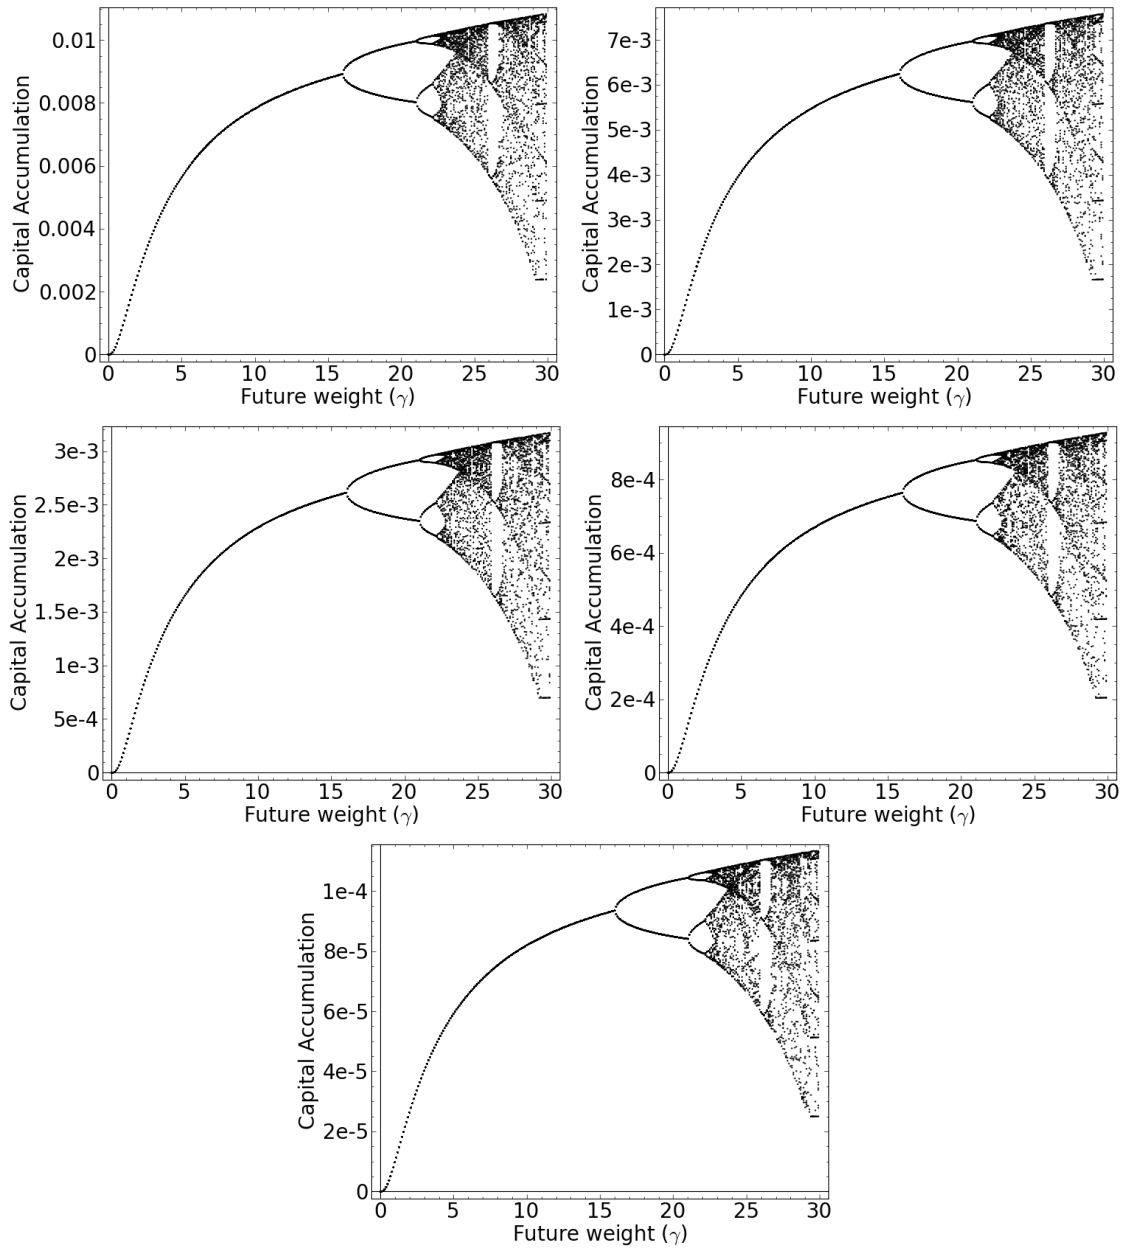 Capital Accumulation
0.01
0.008
0.006
0.004
0.002
0
0 5 10 15 20 25 30
Future weight (γ)
Capital Accumulation
7e-3
6e-3
5e-3
4e-3
3e-3
2e-3
1e-3
0
0 5 10 15 20 25 30
Future weight (γ)
Capital Accumulation
3e-3
2.5e-3
2e-3
1.5e-3
1e-3
5e-4
0
0 5 10 15 20 25 30
Future weight (γ)
Capital Accumulation
8e-4
6e-4
4e-4
2e-4
0
0 5 10 15 20 25 30
Future weight (γ)
Capital Accumulation
1e-4
8e-5
6e-5
4e-5
2e-5
0
0 5 10 15 20 25 30
Future weight (γ)